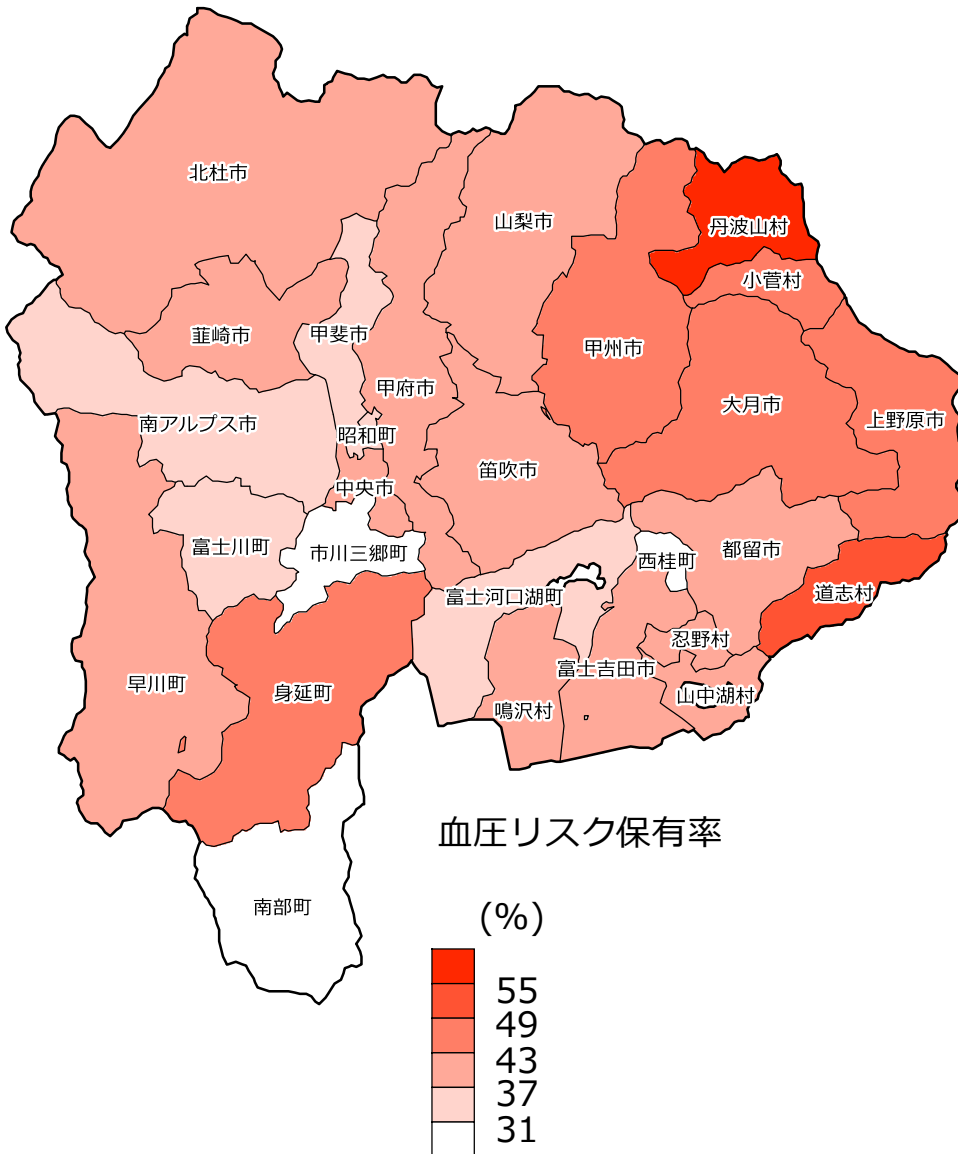 北杜市
山梨市
丹波山村
小菅村
韮崎市
甲斐市
甲州市
甲府市
大月市
上野原市
南アルプス市
昭和町
笛吹市
中央市
富士川町
市川三郷町
都留市
西桂町
道志村
富士河口湖町
忍野村
富士吉田市
早川町
身延町
山中湖村
鳴沢村
血圧リスク保有率
南部町
(%)
55
49
43
37
31